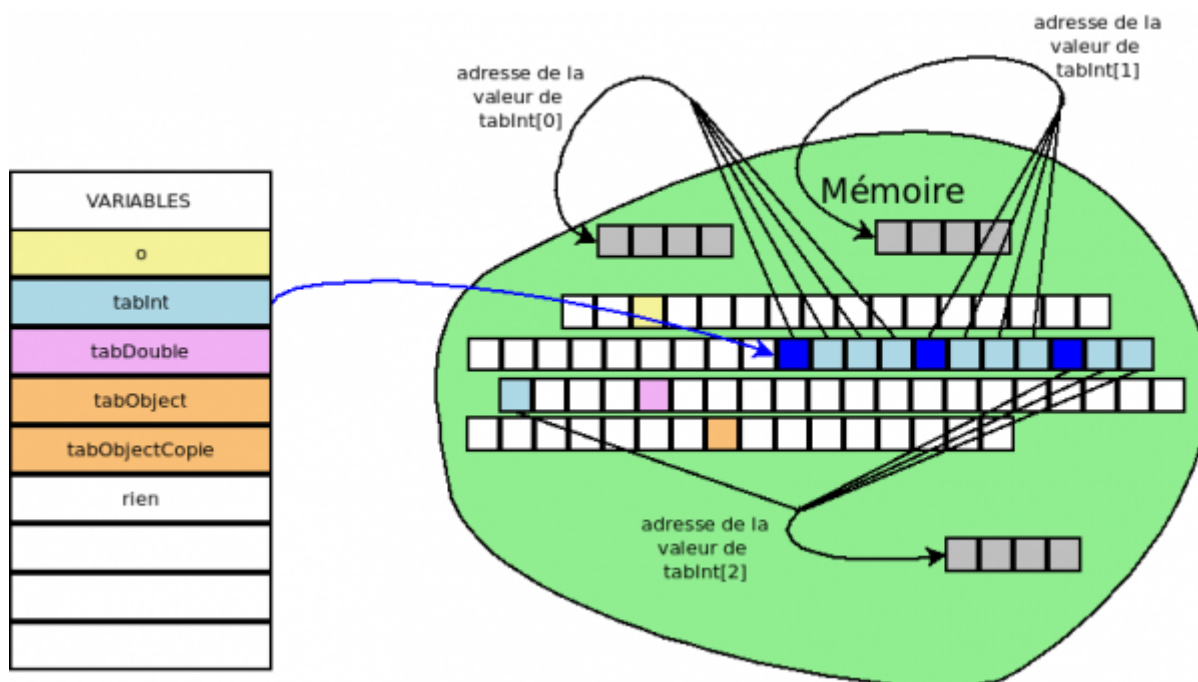 adresse de la
valeur de
tabInt[0]
adresse de la
valeur de
tabInt[1]
VARIABLES
o
tabInt
tabDouble
tabObject
tabObjectCopie
rien
Mémoire
adresse de la
valeur de
tabInt[2]